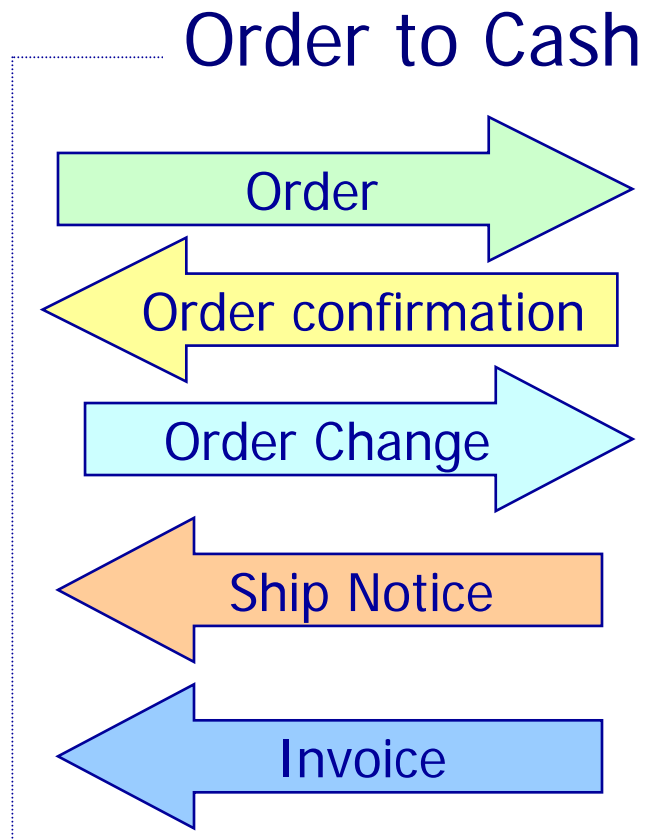 Order to Cash
Order
Order confirmation
Order Change
Ship Notice
Invoice